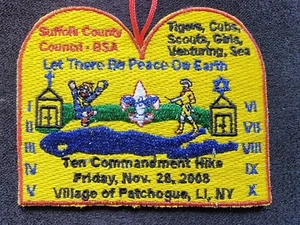 Suffolk County
Council - BSA
Tigers, Cubs,
Scouts, Girls,
Venturing, Sea
Let There Be Peace On Earth
I
II
III
IV
V
VI
VII
VIII
IX
X
Ten Commandment Hike
Friday, Nov. 28, 2008
Village of Patchogue, LI, NY